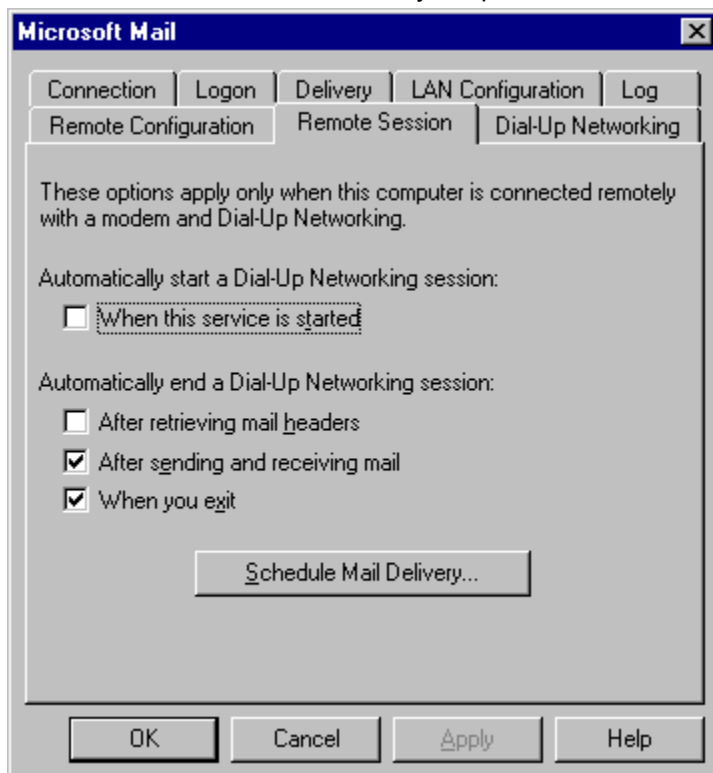 Microsoft Mail
Connection Logon Delivery LAN Configuration Log
Remote Configuration Remote Session Dial-Up Networking
These options apply only when this computer is connected remotely
with a modem and Dial-Up Networking.
Automatically start a Dial-Up Networking session:
When this service is started
Automatically end a Dial-Up Networking session:
After retrieving mail headers
After sending and receiving mail
When you exit
Schedule Mail Delivery...
OK Cancel Apply Help